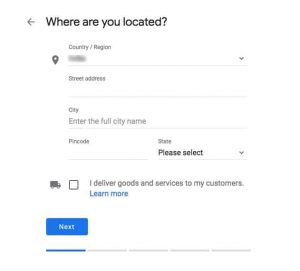 Where are you located?
Country / Region
Street address
City
Enter the full city name
Pincode State
Please select
I deliver goods and services to my customers.
Learn more
Next